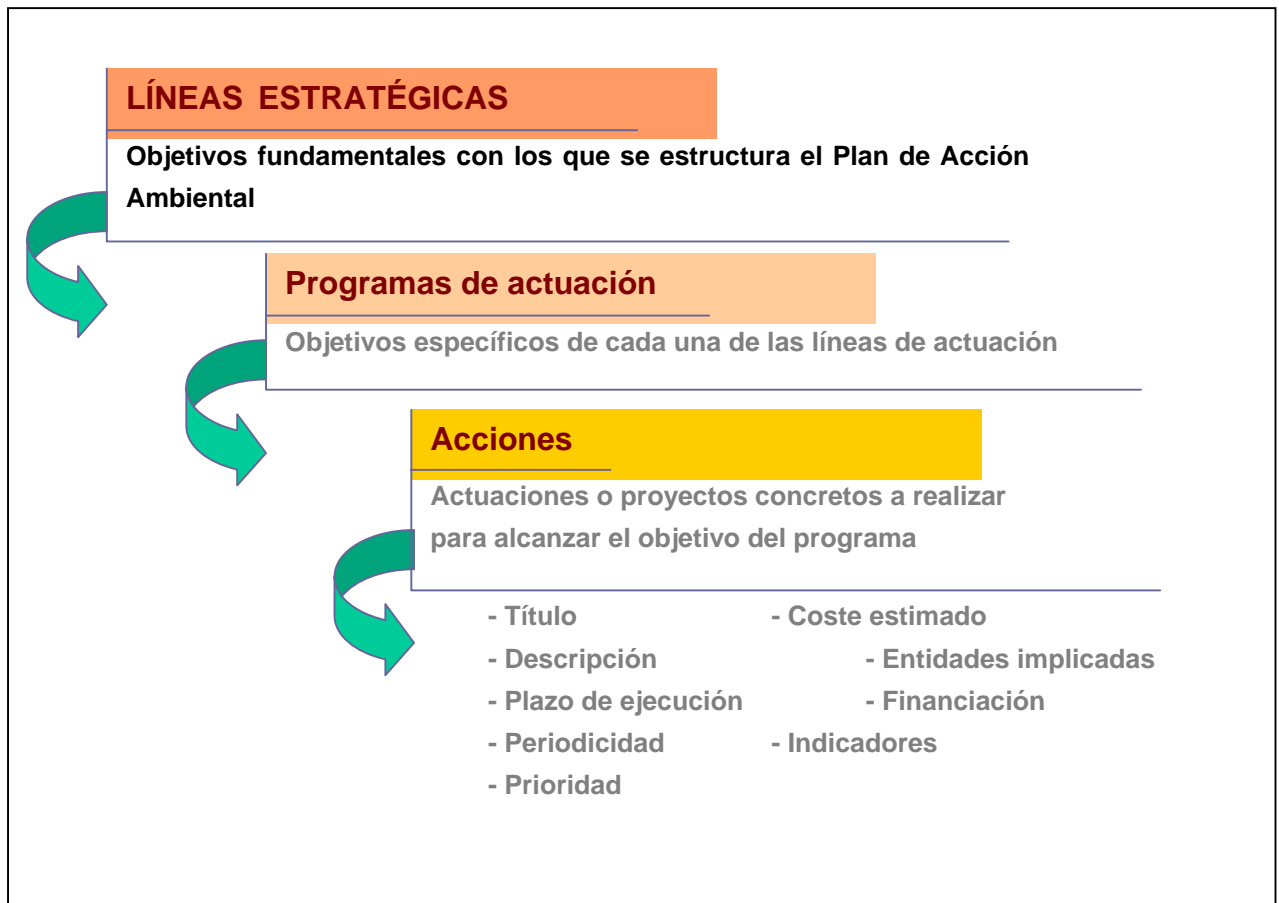 LÍNEAS ESTRATÉGICAS
Objetivos fundamentales con los que se estructura el Plan de Acción
Ambiental
Programas de actuación
Objetivos específicos de cada una de las líneas de actuación
Acciones
Actuaciones o proyectos concretos a realizar
para alcanzar el objetivo del programa
- Título - Coste estimado
- Descripción - Entidades implicadas
- Plazo de ejecución - Financiación
- Periodicidad - Indicadores
- Prioridad